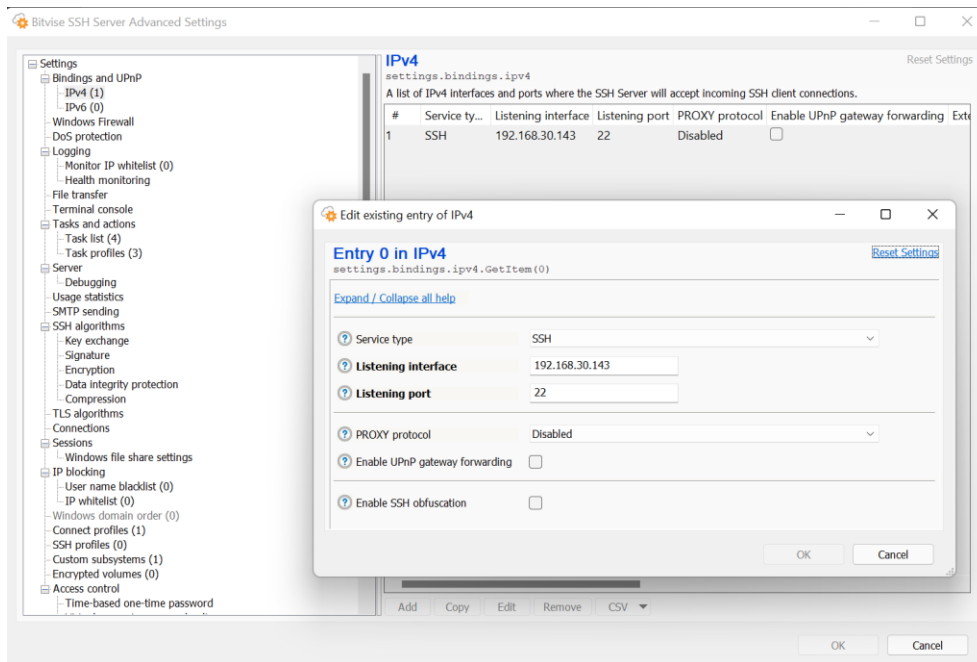 Bitvise SSH Server Advanced Settings
Settings
Bindings and UPnP
IPv4 (1)
IPv6 (0)
Windows Firewall
DoS protection
Logging
Monitor IP whitelist (0)
Health monitoring
File transfer
Terminal console
Tasks and actions
Task list (4)
Task profiles (3)
Server
Debugging
Usage statistics
SMTP sending
SSH algorithms
Key exchange
Signature
Encryption
Data integrity protection
Compression
TLS algorithms
Connections
Sessions
Windows file share settings
IP blocking
User name blacklist (0)
IP whitelist (0)
Windows domain order (0)
Connect profiles (1)
SSH profiles (0)
Custom subsystems (1)
Encrypted volumes (0)
Access control
Time-based one-time password
IPv4 Reset Settings
settings.bindings.ipv4
A list of IPv4 interfaces and ports where the SSH Server will accept incoming SSH client connections.
# Service ty... Listening interface Listening port PROXY protocol Enable UPnP gateway forwarding Exte
1 SSH 192.168.30.143 22 Disabled
Edit existing entry of IPv4
Entry 0 in IPv4 Reset Settings
settings.bindings.ipv4.GetItem(0)
Expand / Collapse all help
Service type SSH
Listening interface 192.168.30.143
Listening port 22
PROXY protocol Disabled
Enable UPnP gateway forwarding
Enable SSH obfuscation
OK Cancel
Add Copy Edit Remove CSV
OK Cancel